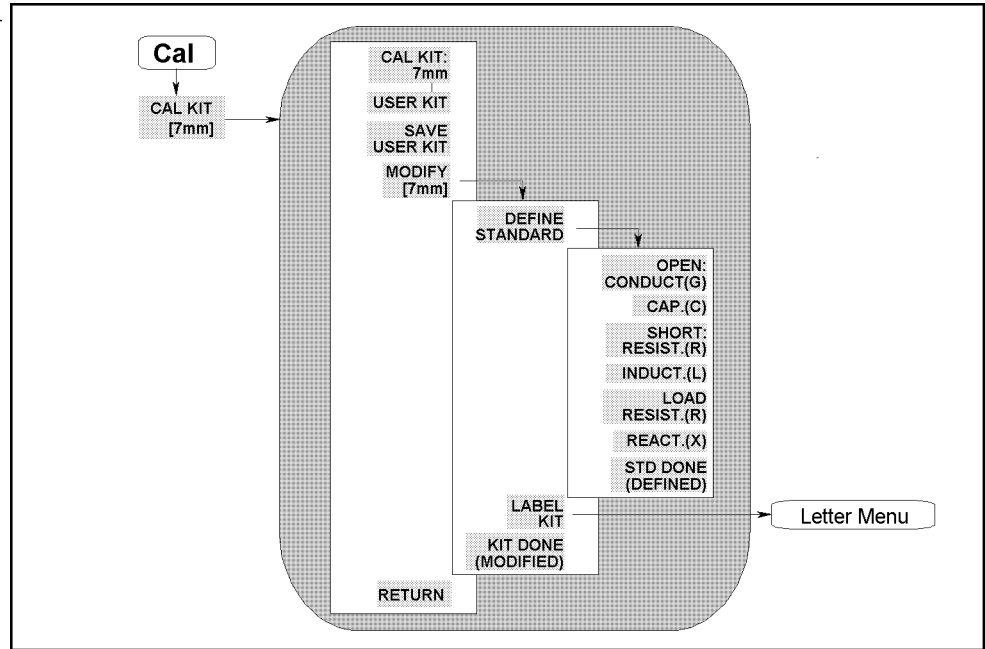 Cal
CAL KIT
[7mm]
CAL KIT:
7mm
USER KIT
SAVE
USER KIT
MODIFY
[7mm]
DEFINE
STANDARD
OPEN:
CONDUCT(G)
CAP.(C)
SHORT:
RESIST.(R)
INDUCT.(L)
LOAD
RESIST.(R)
REACT.(X)
STD DONE
(DEFINED)
LABEL
KIT
Letter Menu
KIT DONE
(MODIFIED)
RETURN